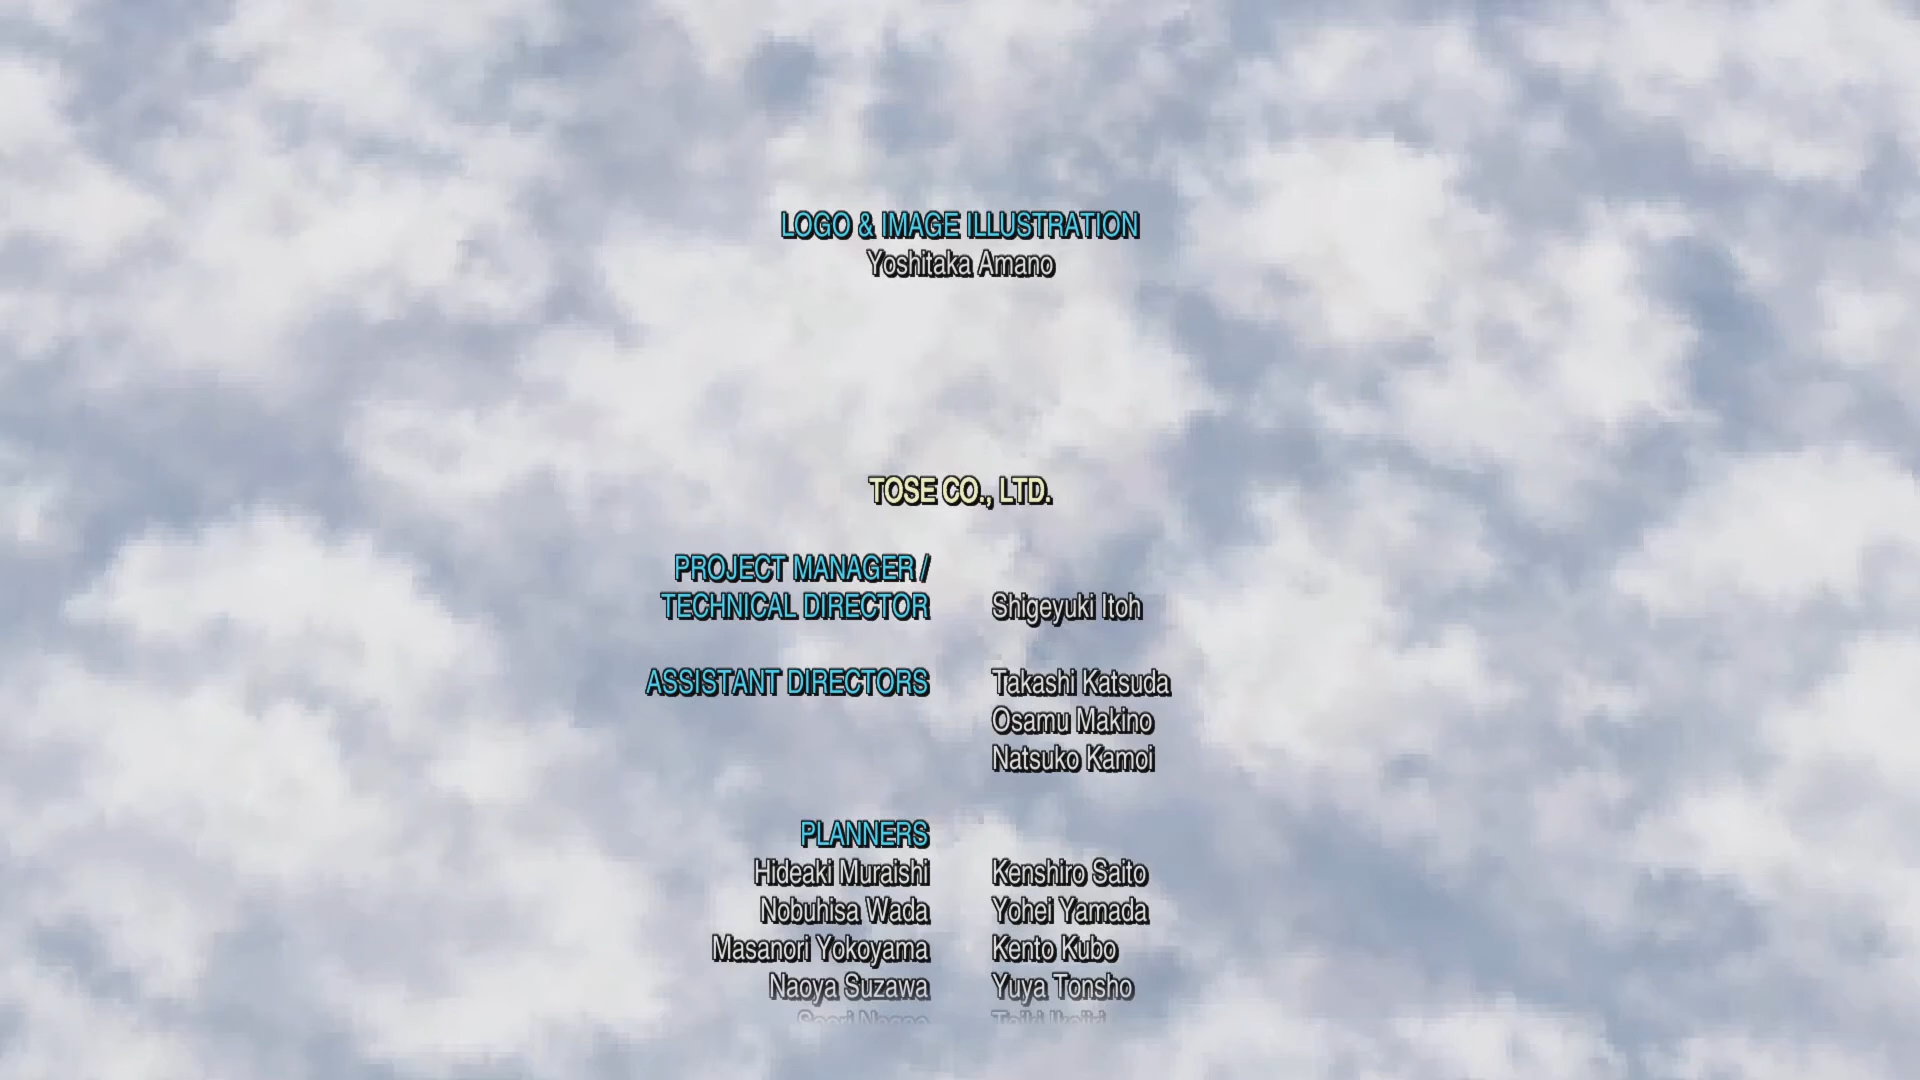 LOGO & IMAGE ILLUSTRATION
Yoshitaka Amano
TOSE CO., LTD.
PROJECT MANAGER /
TECHNICAL DIRECTOR Shigeyuki Itoh
ASSISTANT DIRECTORS Takashi Katsuda
Osamu Makino
Natsuko Kamoi
PLANNERS
Hideaki Muraishi Kenshiro Saito
Nobuhisa Wada Yohei Yamada
Masanori Yokoyama Kento Kubo
Naoya Suzawa Yuya Tonsho